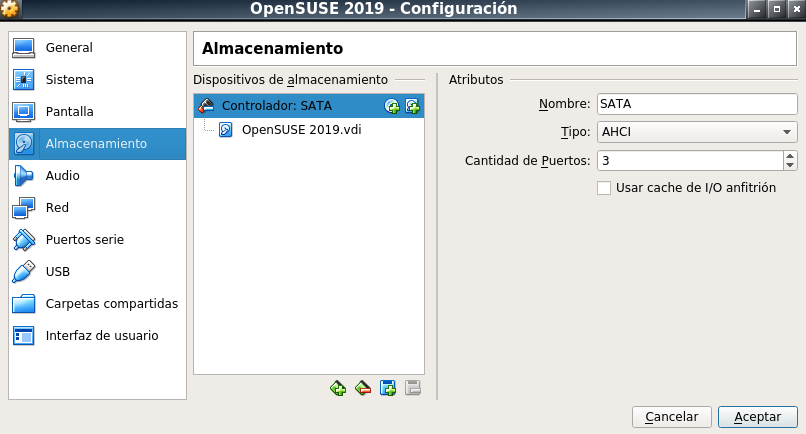 OpenSUSE 2019 - Configuración
General
Sistema
Pantalla
Almacenamiento
Audio
Red
Puertos serie
USB
Carpetas compartidas
Interfaz de usuario
Almacenamiento
Dispositivos de almacenamiento
Controlador: SATA
OpenSUSE 2019.vdi
Atributos
Nombre: SATA
Tipo: AHCI
Cantidad de Puertos: 3
Usar cache de I/O anfitrión
Cancelar Aceptar